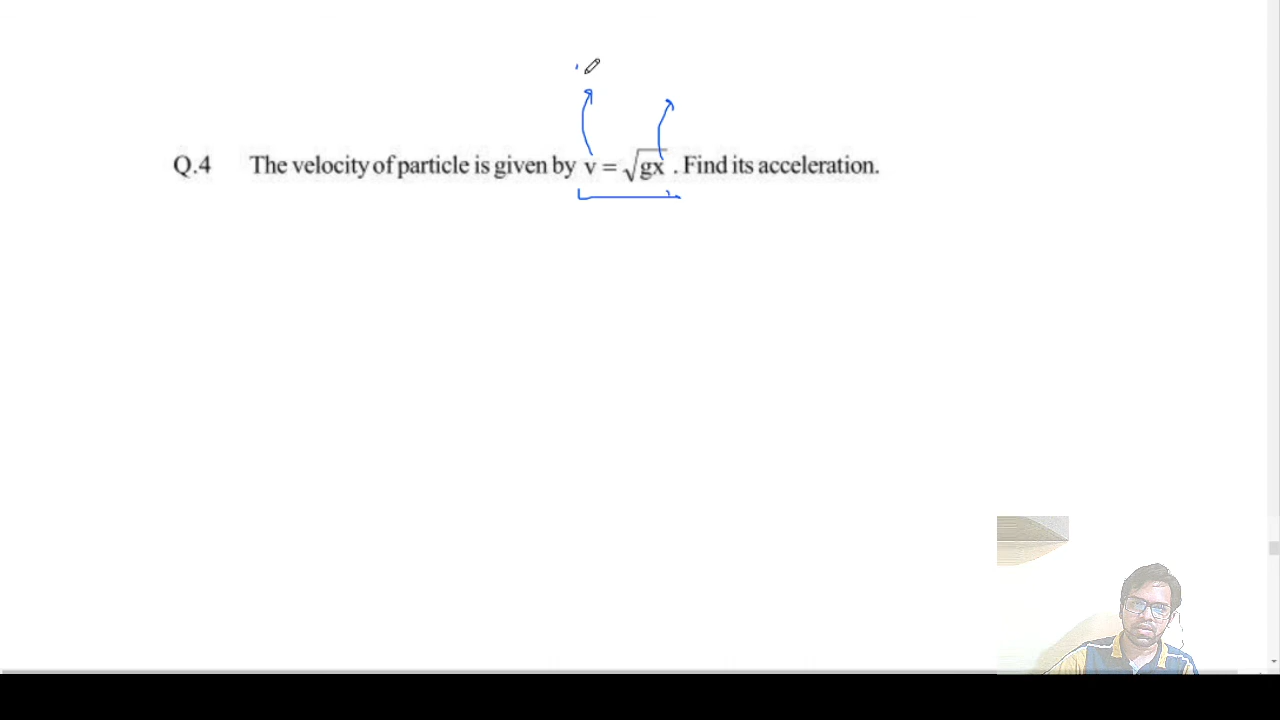 Q.4 The velocity of particle is given by v = √gx . Find its acceleration.